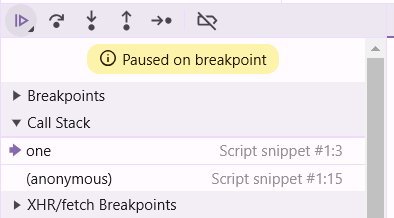 Paused on breakpoint
Breakpoints
Call Stack
one Script snippet #1:3
(anonymous) Script snippet #1:15
XHR/fetch Breakpoints